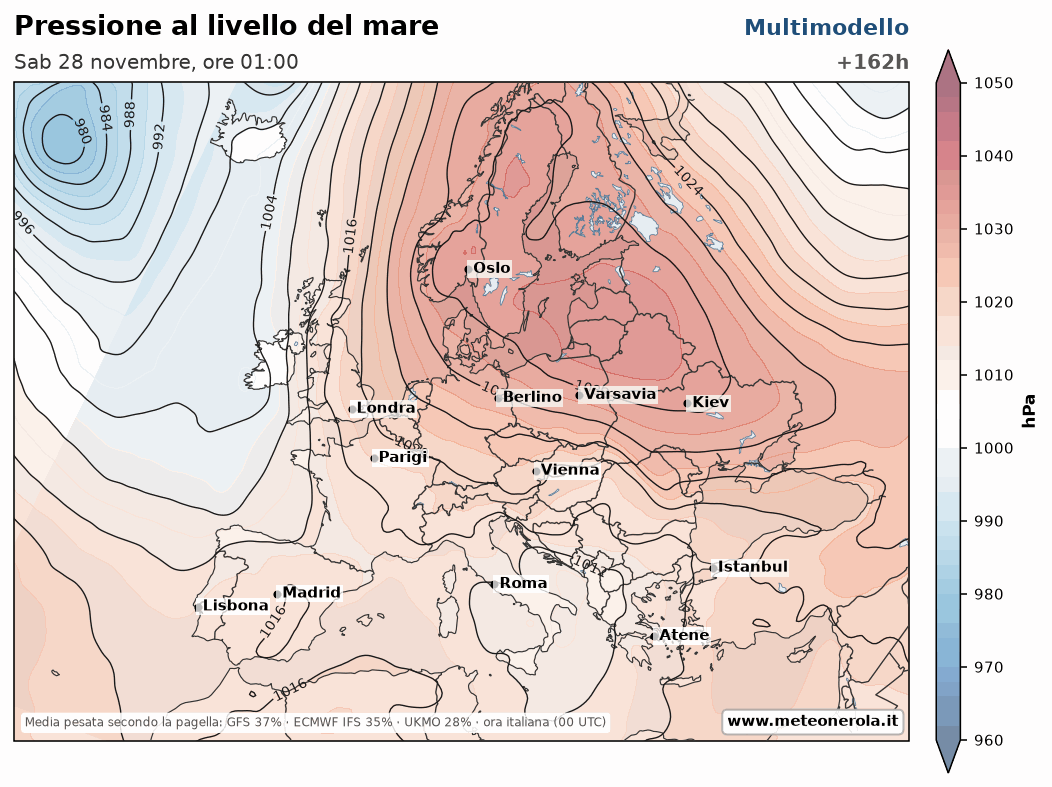 Pressione al livello del mare
Multimodello
Sab 28 novembre, ore 01:00
+162h
980
984
988
992
996
1004
1016
1024
Oslo
Londra
Berlino
Varsavia
Kiev
Parigi
Vienna
1012
Roma
Istanbul
Lisbona
Madrid
1016
Atene
1016
Media pesata secondo la pagella: GFS 37% · ECMWF IFS 35% · UKMO 28% · ora italiana (00 UTC)
www.meteonerola.it
1050
1040
1030
1020
1010
1000
990
980
970
960
hPa